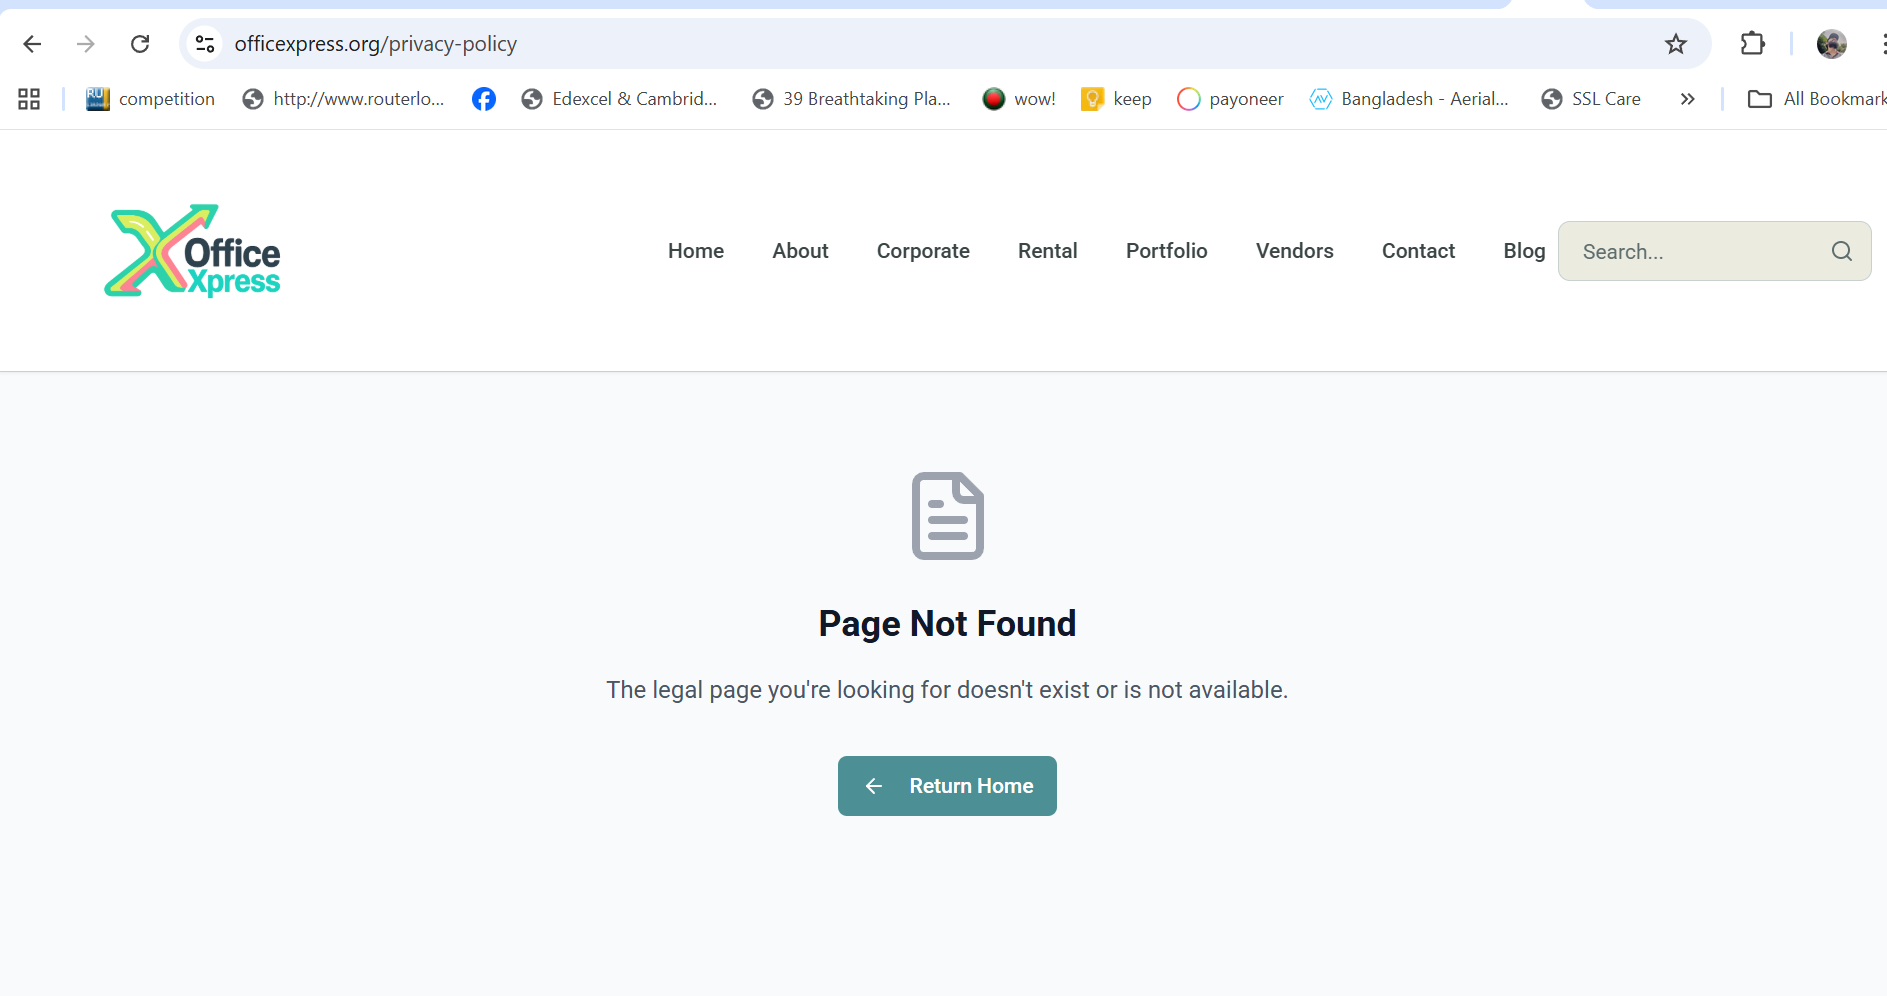 officexpress.org/privacy-policy
competition
http://www.routerlo...
Edexcel & Cambrid...
39 Breathtaking Pla...
wow!
keep
payoneer
Bangladesh - Aerial...
SSL Care
All Bookmark
Office
Xpress
Home
About
Corporate
Rental
Portfolio
Vendors
Contact
Blog
Search...
Page Not Found
The legal page you're looking for doesn't exist or is not available.
Return Home